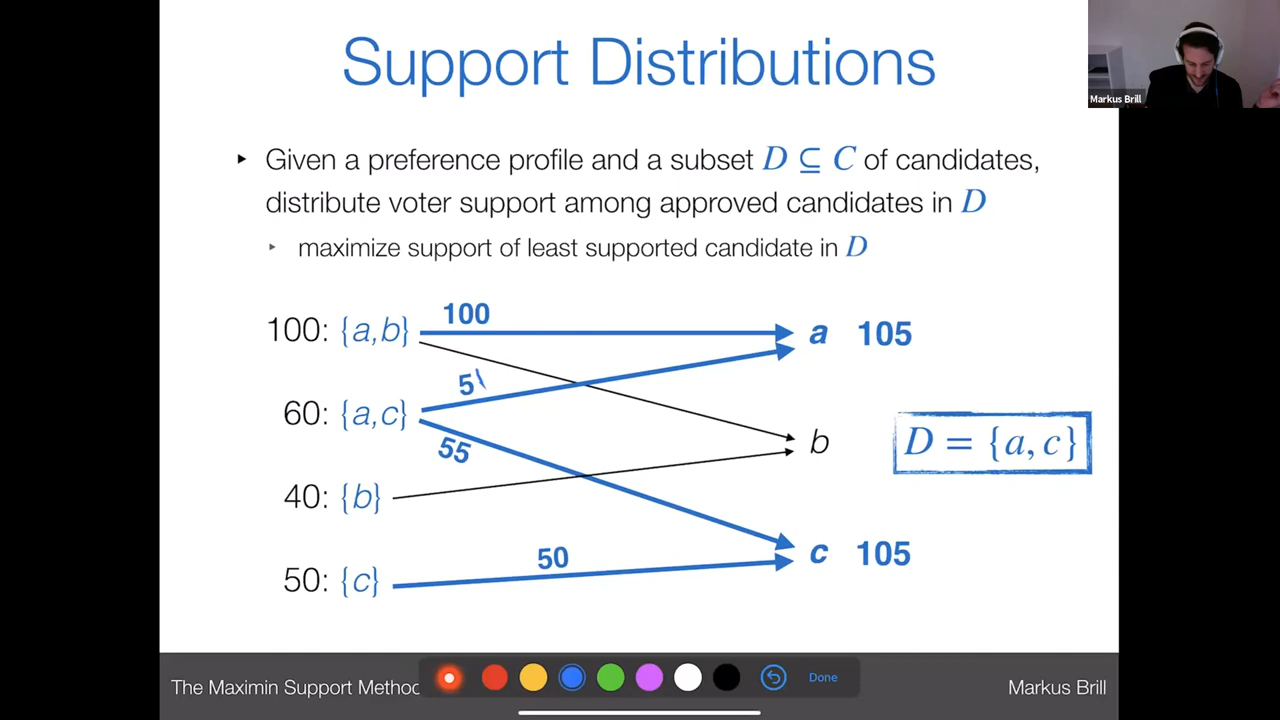 Support Distributions
Markus Brill
Given a preference profile and a subset D ⊆ C of candidates,
distribute voter support among approved candidates in D
maximize support of least supported candidate in D
100: {a,b}
100
a 105
60: {a,c}
5
55
b
D = {a, c}
40: {b}
50: {c}
50
c 105
The Maximin Support Method
Done
Markus Brill